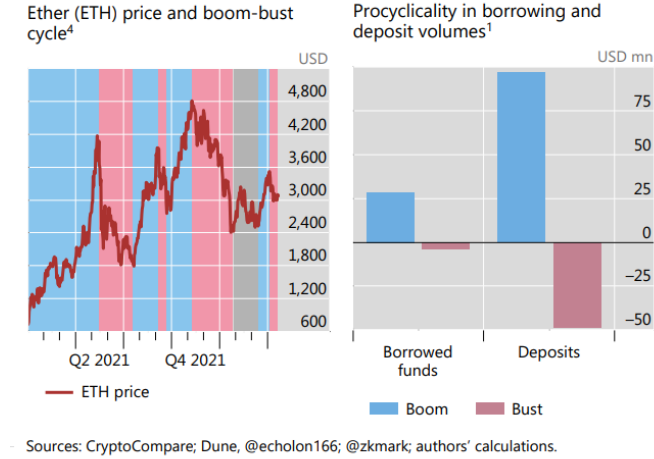 Ether (ETH) price and boom-bust
cycle4
USD
4,800
4,200
3,600
3,000
2,400
1,800
1,200
600
Q2 2021
Q4 2021
ETH price
Procyclicality in borrowing and
deposit volumes1
USD mn
75
50
25
0
–25
–50
Borrowed
funds
Deposits
Boom
Bust
Sources: CryptoCompare; Dune, @echolon166; @zkmark; authors’ calculations.